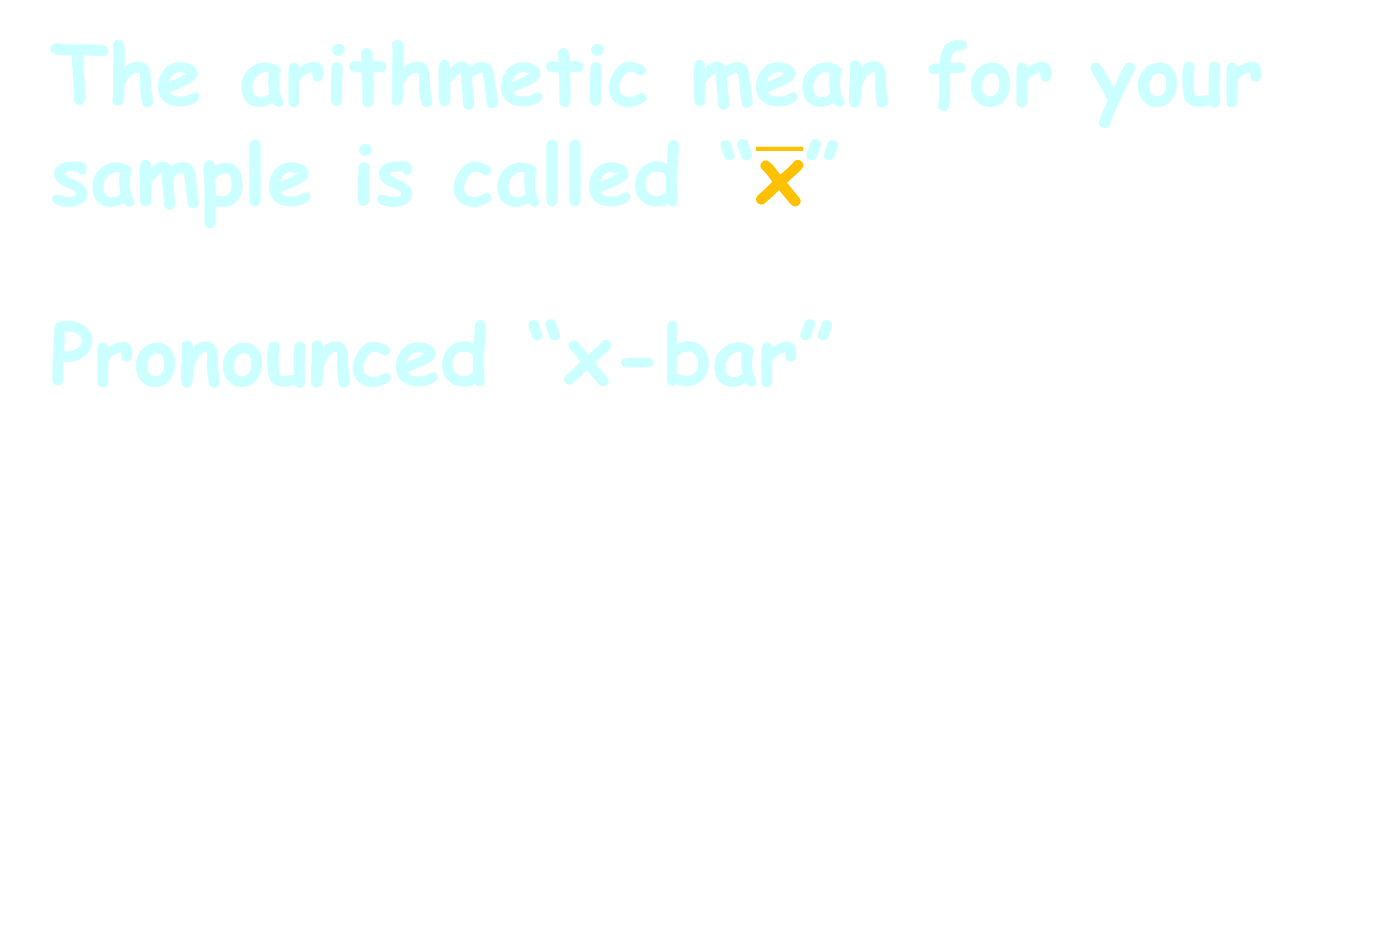 The arithmetic mean for your
sample is called “x̅”
Pronounced “x-bar”